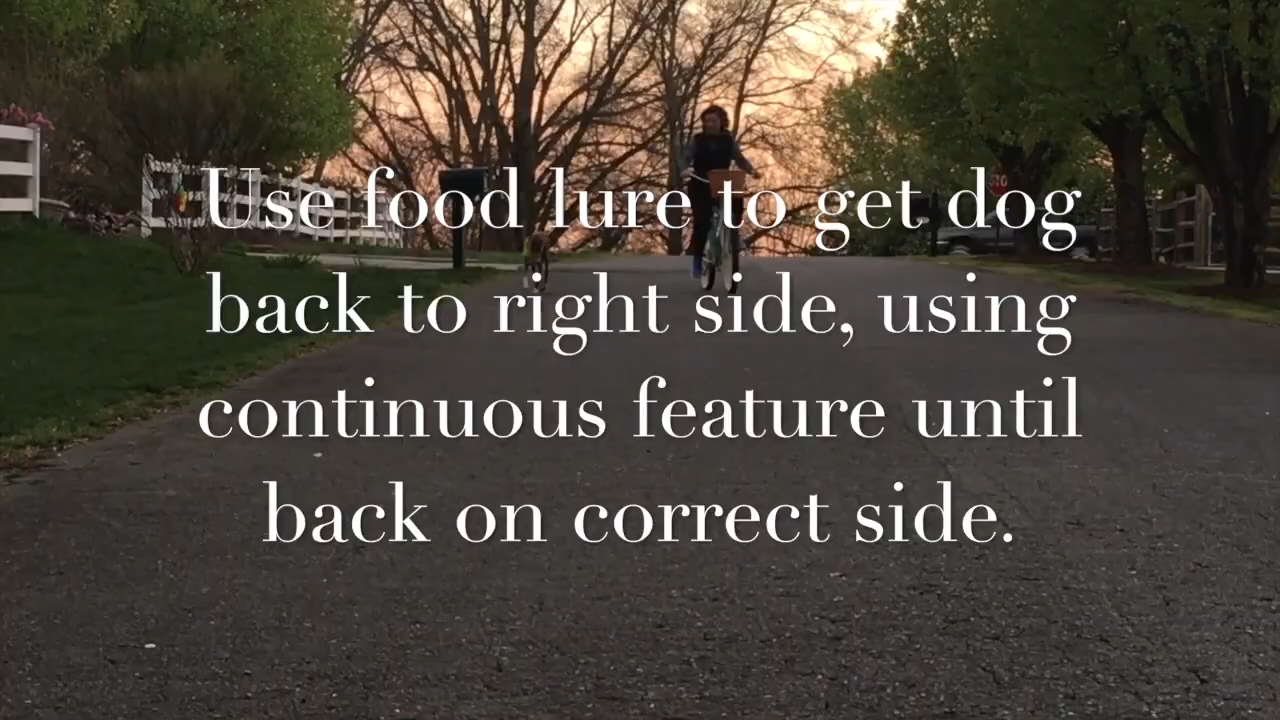 Use food lure to get dog
back to right side, using
continuous feature until
back on correct side.